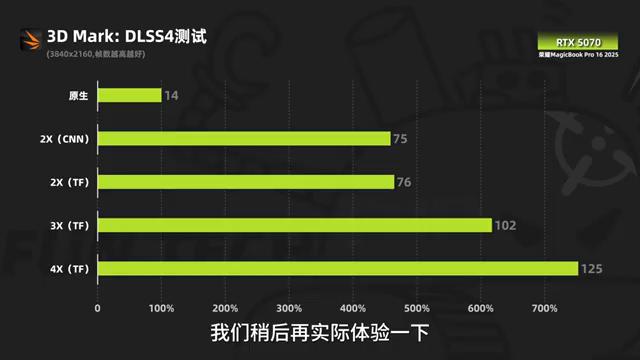 3D Mark: DLSS4测试
(3840x2160,帧数越高越好)
RTX 5070
荣耀MagicBook Pro 16 2025
原生 14
2X（CNN） 75
2X（TF） 76
3X（TF） 102
4X（TF） 125
0 100% 200% 300% 400% 500% 600% 700%
我们稍后再实际体验一下